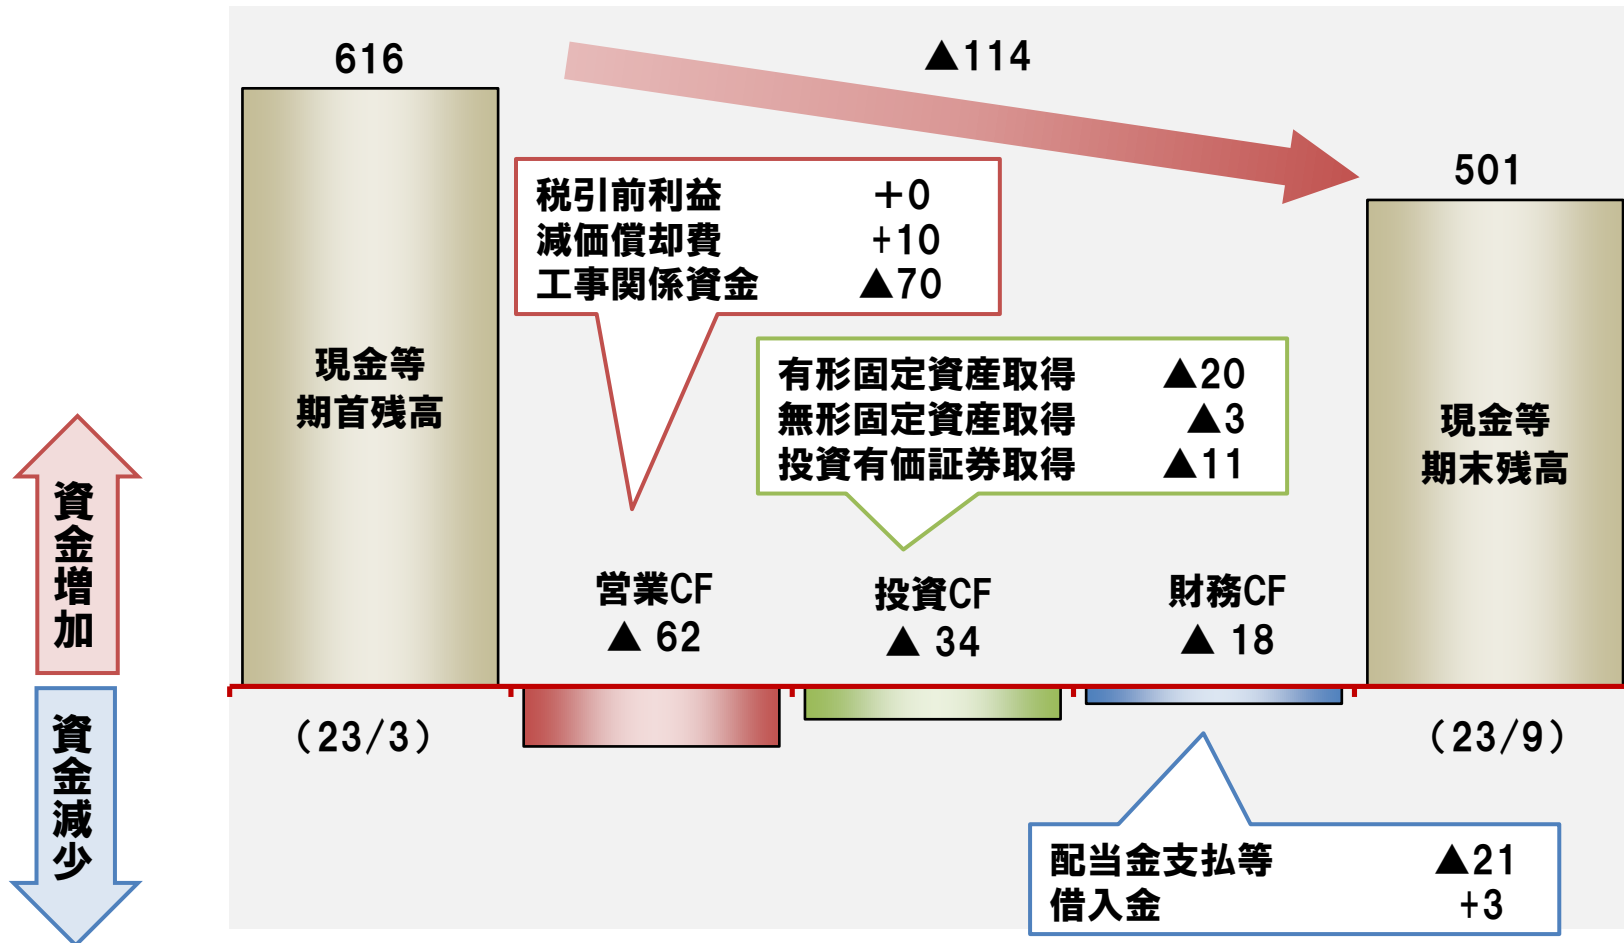 616
▲114
501
税引前利益 +0
減価償却費 +10
工事関係資金 ▲70
現金等
期首残高
有形固定資産取得 ▲20
無形固定資産取得 ▲3
投資有価証券取得 ▲11
現金等
期末残高
資金増加
営業CF
▲ 62
投資CF
▲ 34
財務CF
▲ 18
資金減少
(23/3)
(23/9)
配当金支払等 ▲21
借入金 +3